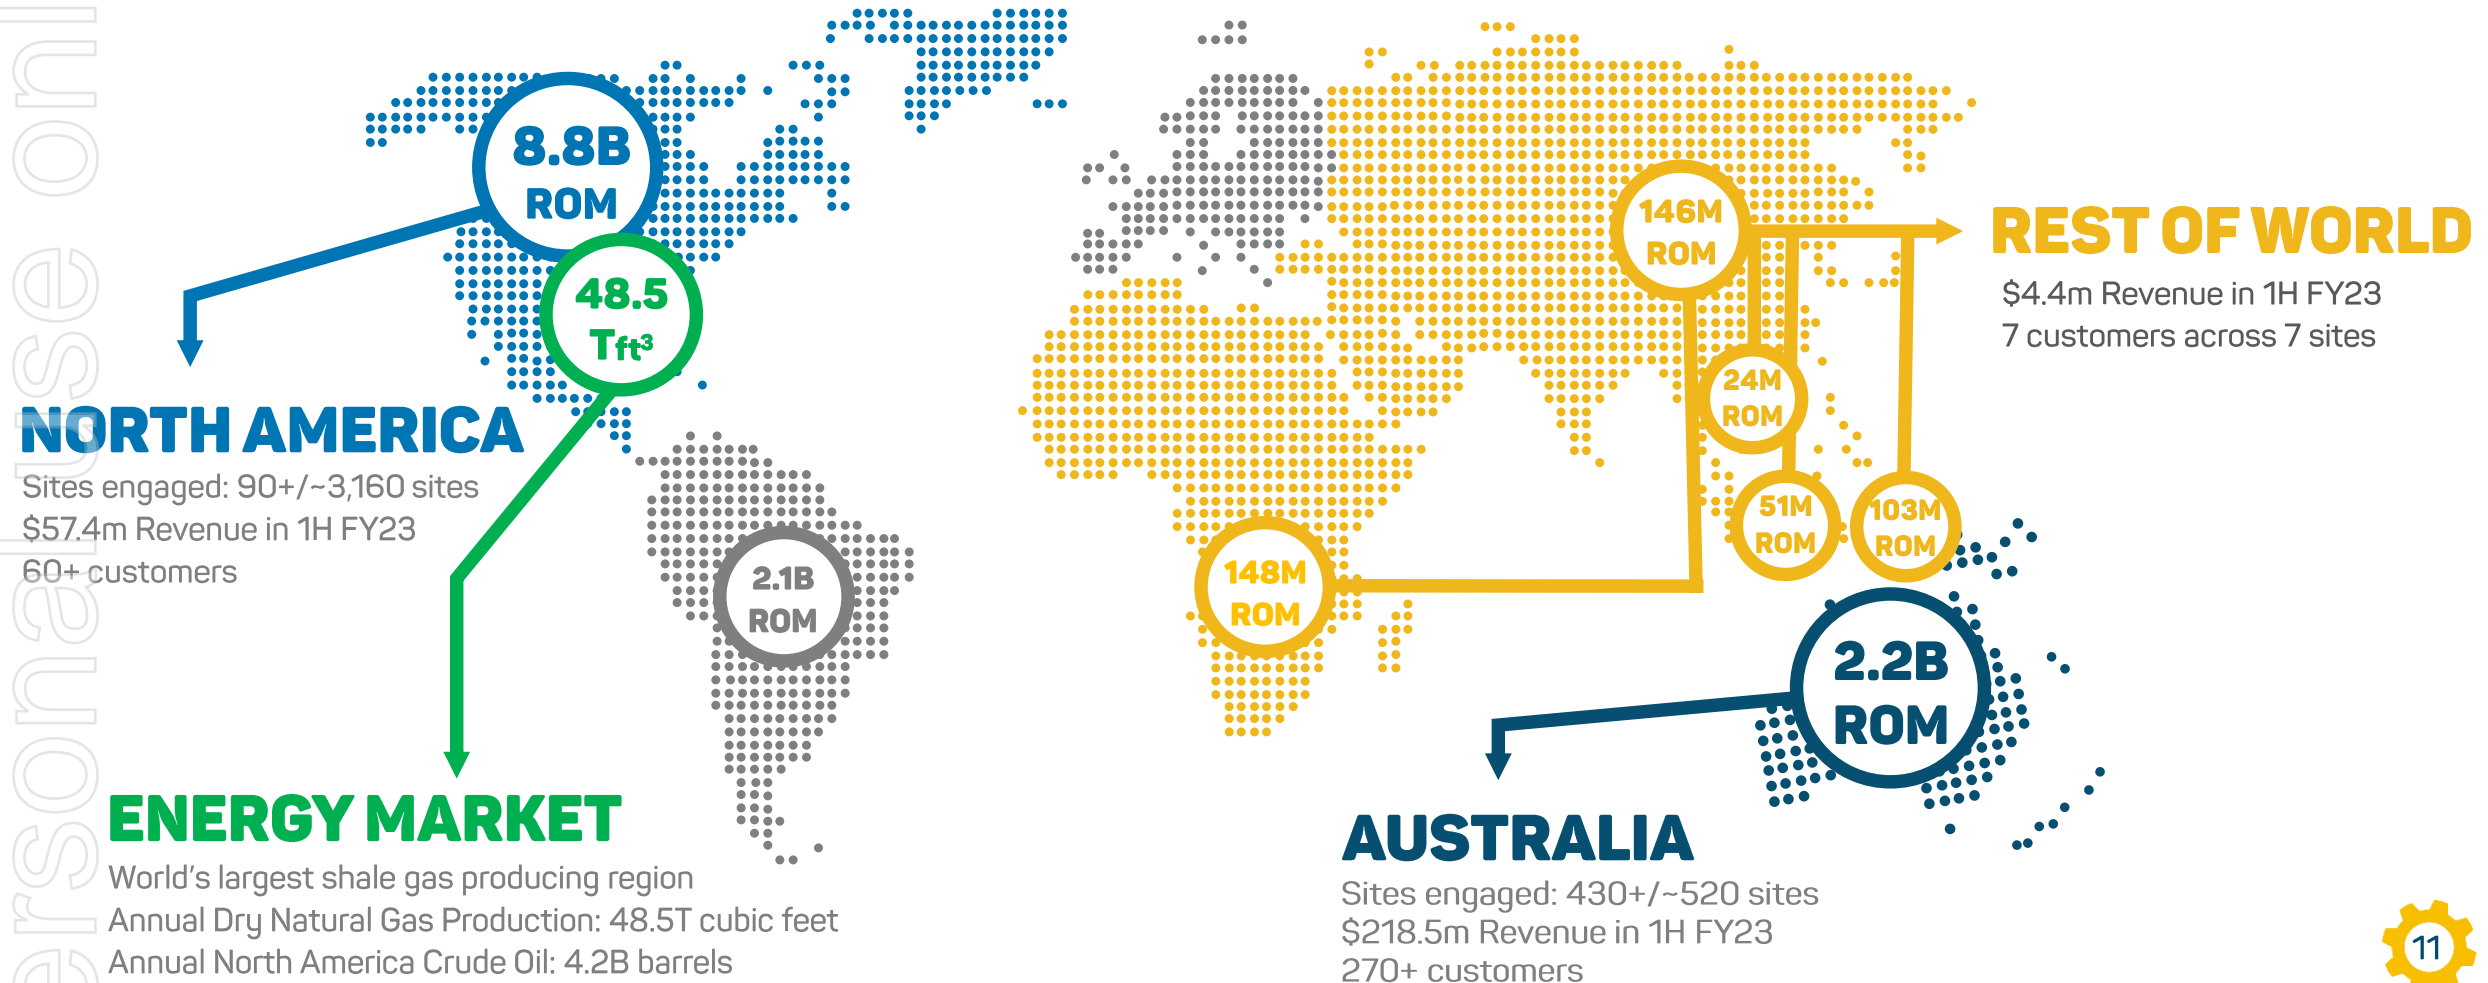 ersonal use onl
8.8B
ROM
48.5
Tft³
NORTH AMERICA
Sites engaged: 90+/~3,160 sites
$57.4m Revenue in 1H FY23
60+ customers
ENERGY MARKET
World's largest shale gas producing region
Annual Dry Natural Gas Production: 48.5T cubic feet
Annual North America Crude Oil: 4.2B barrels
2.1B
ROM
148M
ROM
146M
ROM
24M
ROM
51M
ROM
103M
ROM
REST OF WORLD
$4.4m Revenue in 1H FY23
7 customers across 7 sites
2.2B
ROM
AUSTRALIA
Sites engaged: 430+/~520 sites
$218.5m Revenue in 1H FY23
270+ customers
11